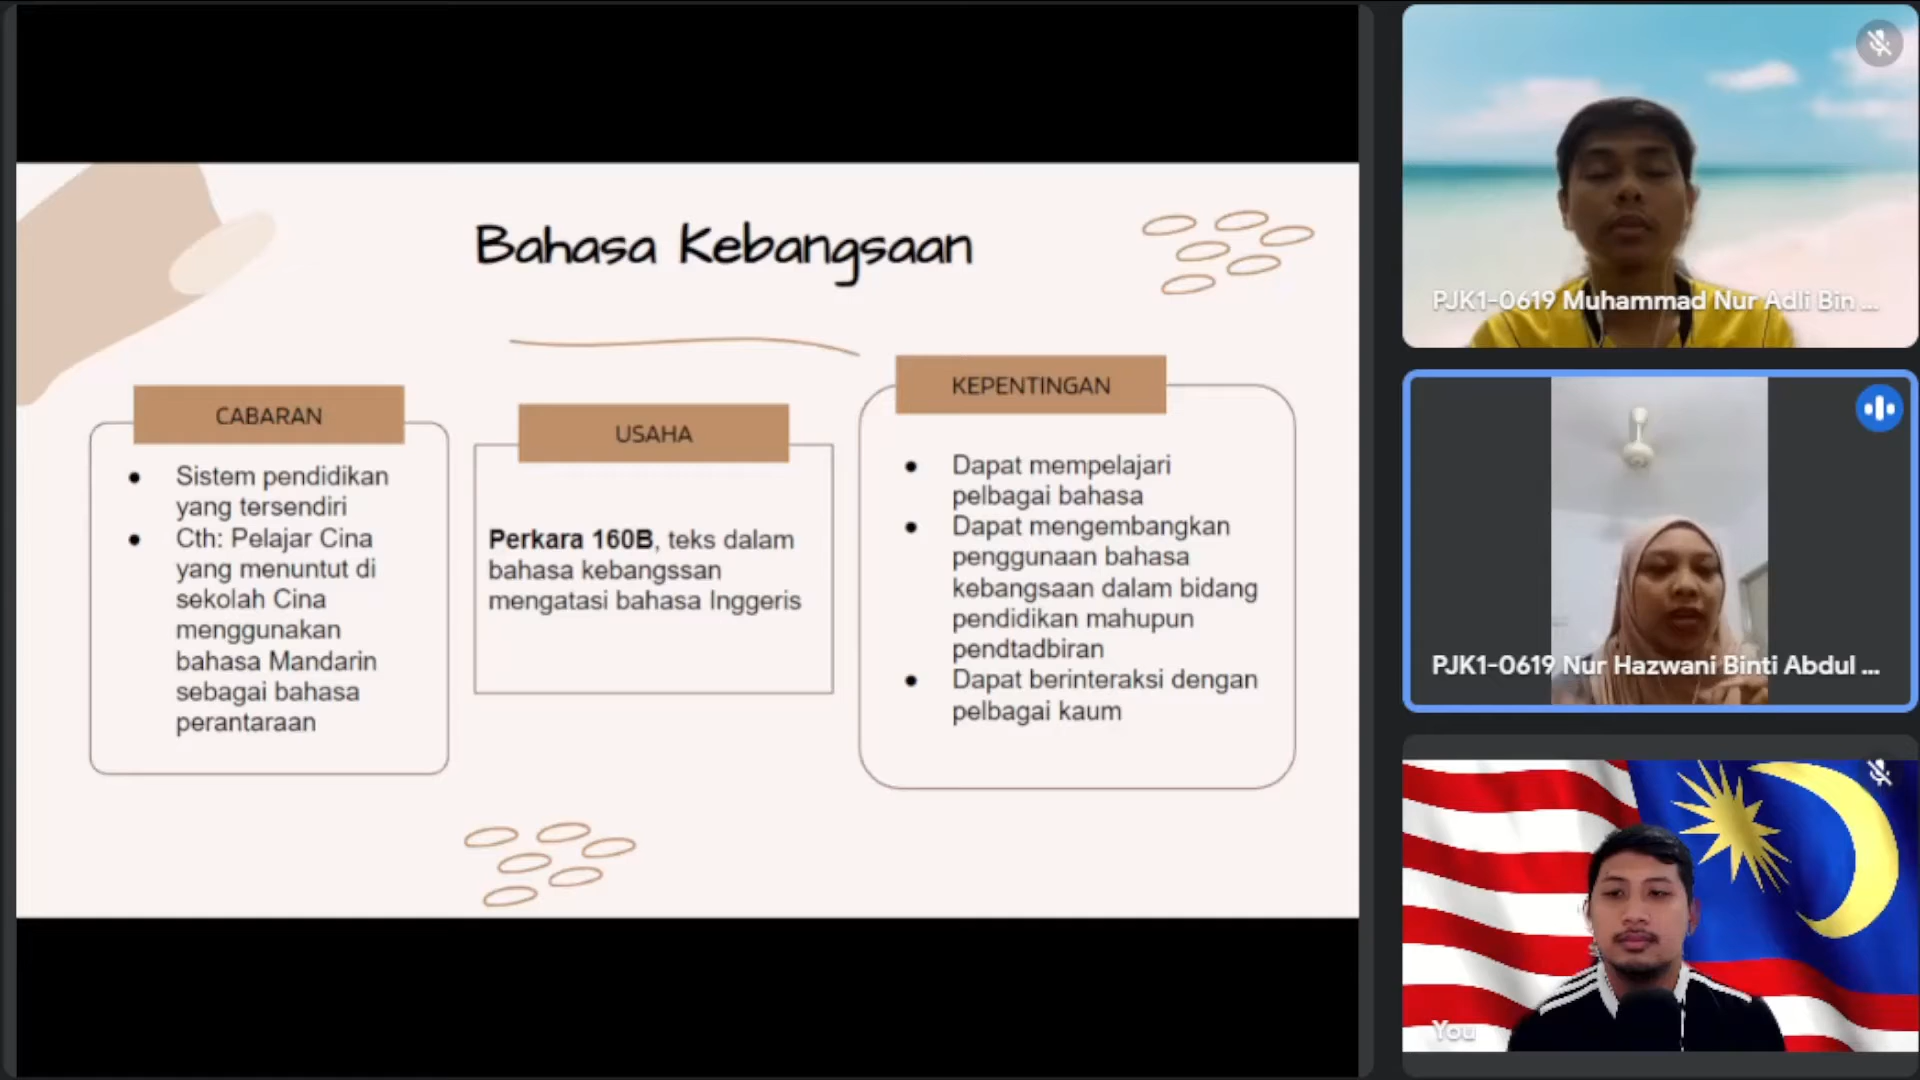 Bahasa Kebangsaan
CABARAN
Sistem pendidikan
yang tersendiri
Cth: Pelajar Cina
yang menuntut di
sekolah Cina
menggunakan
bahasa Mandarin
sebagai bahasa
perantaraan
USAHA
Perkara 160B, teks dalam
bahasa kebangssan
mengatasi bahasa Inggeris
KEPENTINGAN
Dapat mempelajari
pelbagai bahasa
Dapat mengembangkan
penggunaan bahasa
kebangsaan dalam bidang
pendidikan mahupun
pendtadbiran
Dapat berinteraksi dengan
pelbagai kaum
PJK1-0619 Muhammad Nur Adli Bin ...
PJK1-0619 Nur Hazwani Binti Abdul ...
You